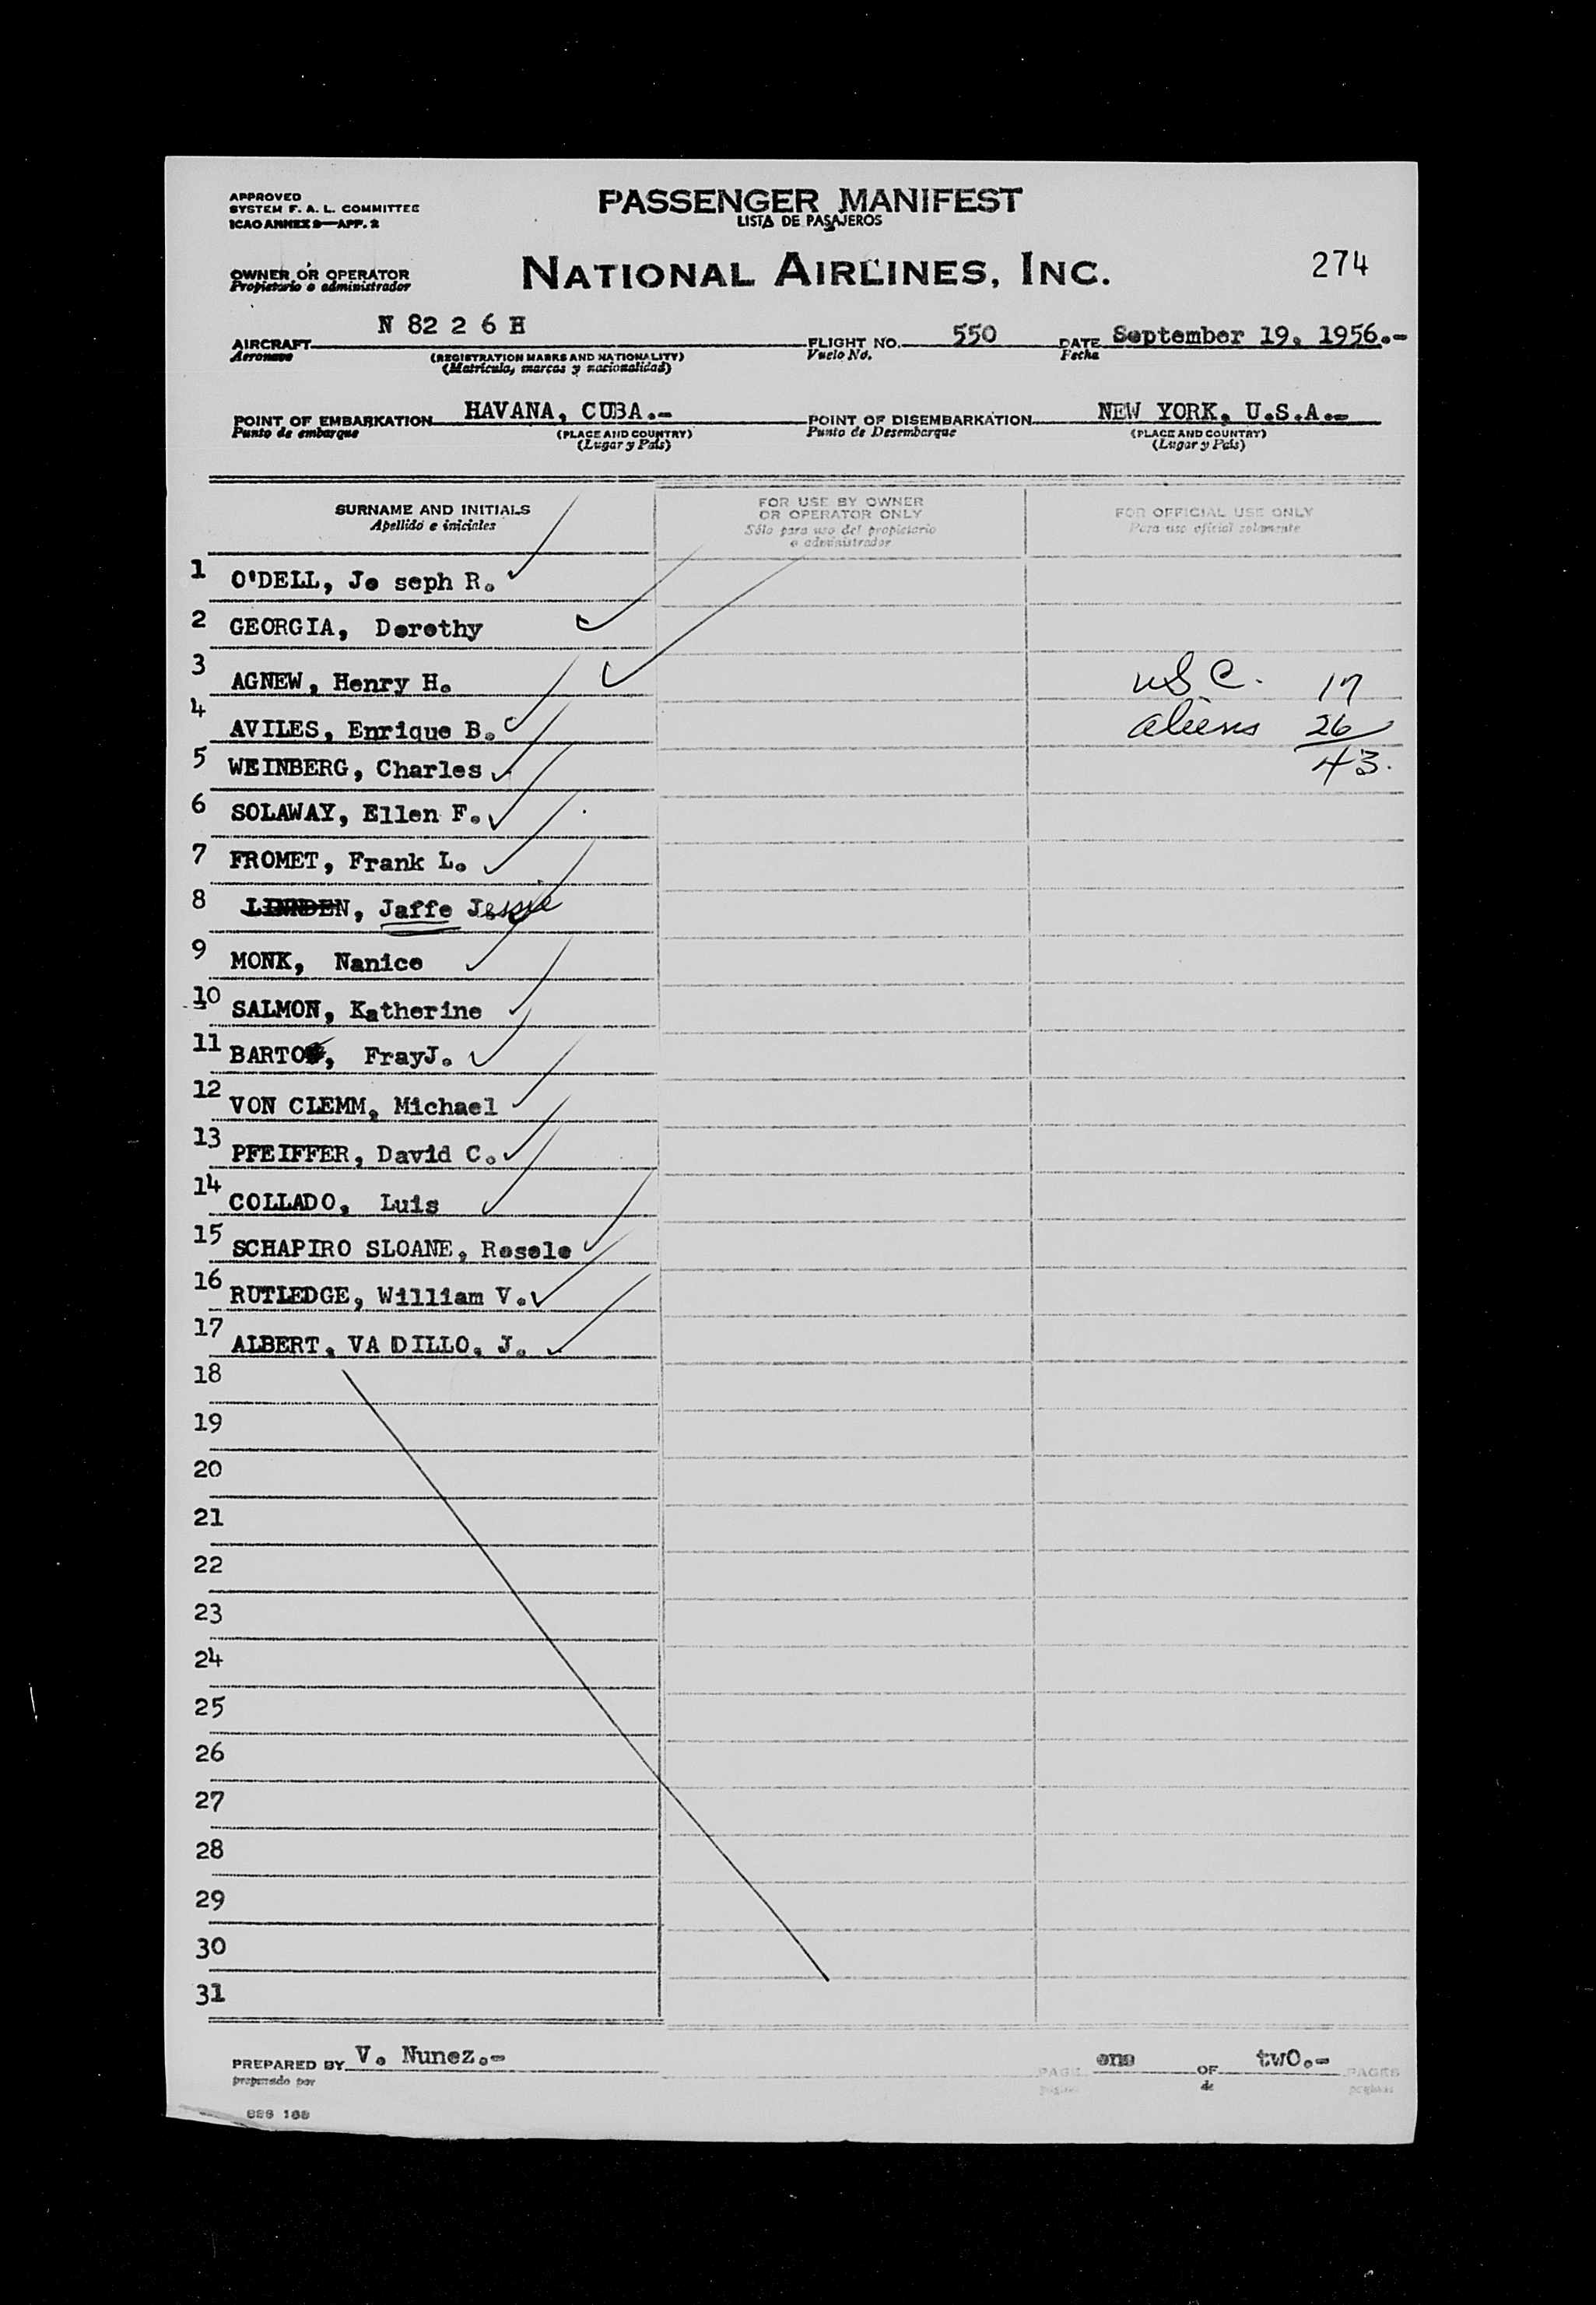 APPROVED
SYSTEM F. A. L. COMMITTEE
ICAO ANNEX 9—APP. 2
PASSENGER MANIFEST
LISTA DE PASAJEROS
OWNER OR OPERATOR
Propietario o administrador
NATIONAL AIRLINES, INC.
274
AIRCRAFT N 82 2 6 H FLIGHT NO. 550 DATE September 19, 1956.-
Aeronave (REGISTRATION MARKS AND NATIONALITY) Vuelo No. Fecha
(Matricula, marcas y nacionalidad)
POINT OF EMBARKATION HAVANA, CUBA.- POINT OF DISEMBARKATION NEW YORK, U.S.A.-
Punto de embarque (PLACE AND COUNTRY) Punto de Desembarque (PLACE AND COUNTRY)
(Lugar y País) (Lugar y País)
SURNAME AND INITIALS
Apellido e iniciales
FOR USE BY OWNER
OR OPERATOR ONLY
Sólo para uso del propietario
o administrador
FOR OFFICIAL USE ONLY
Para uso oficial solamente
1 O'DELL, Jo seph R.
2 GEORGIA, Dorothy
3 AGNEW, Henry H.
USC. 17
4 AVILES, Enrique B.
aliens 26
5 WEINBERG, Charles
43.
6 SOLAWAY, Ellen F.
7 FROMET, Frank L.
8 LINDEN, Jaffe Jessie
9 MONK, Nanice
10 SALMON, Katherine
11 BARTO, FrayJ.
12 VON CLEMM, Michael
13 PFEIFFER, David C.
14 COLLADO, Luis
15 SCHAPIRO SLOANE, Rosele
16 RUTLEDGE, William V.
17 ALBERT, VA DILLO, J.
18
19
20
21
22
23
24
25
26
27
28
29
30
31
PREPARED BY V. Nunez.- PAGE one OF two.- PAGES
preparado por página de páginas